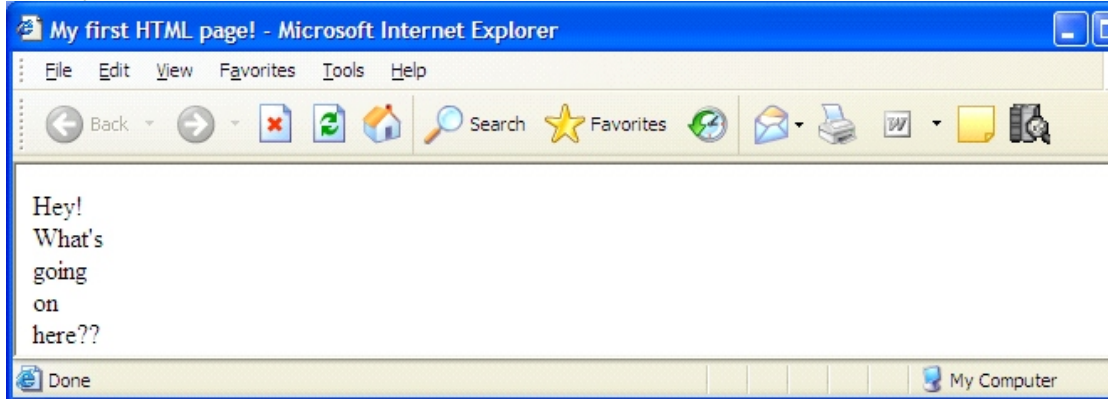 My first HTML page! - Microsoft Internet Explorer
File Edit View Favorites Tools Help
Back Search Favorites W
Hey!
What's
going
on
here??
Done My Computer